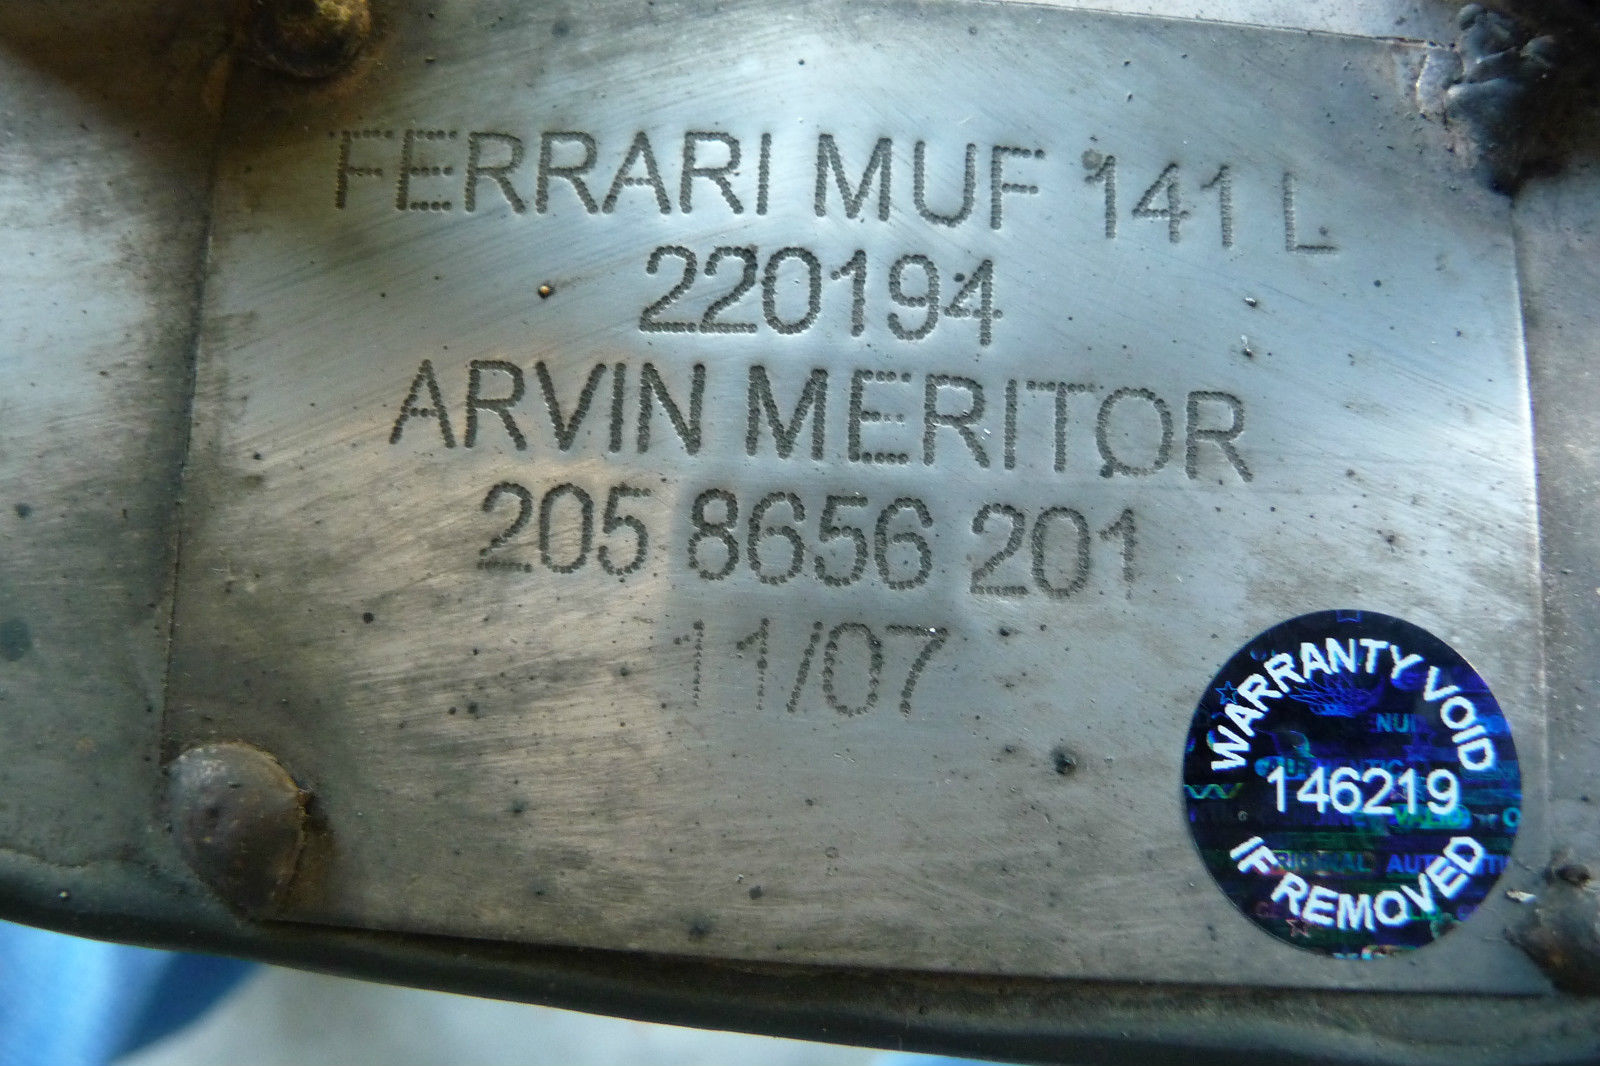 FERRARI MUF 141 L
220194
ARVIN MERITOR
205 8656 201
11/07
WARRANTY VOID
146219
IF REMOVED